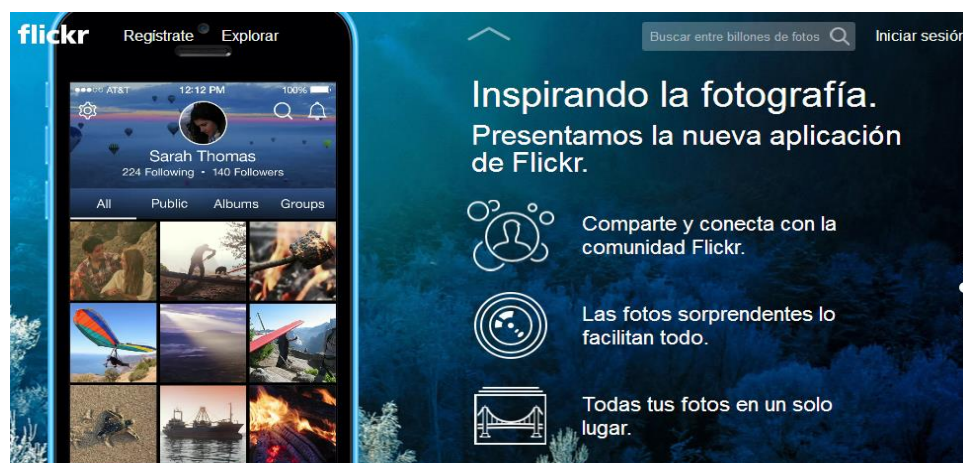 flickr Regístrate Explorar Buscar entre billones de fotos Iniciar sesión
AT&T 12:12 PM 100%
Sarah Thomas
224 Following • 140 Followers
All Public Albums Groups
Inspirando la fotografía.
Presentamos la nueva aplicación
de Flickr.
Comparte y conecta con la
comunidad Flickr.
Las fotos sorprendentes lo
facilitan todo.
Todas tus fotos en un solo
lugar.